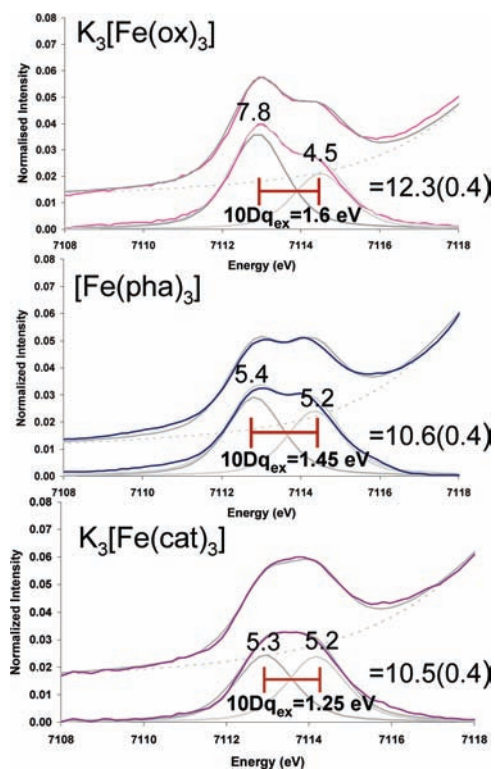 K3[Fe(ox)3]
Normalised Intensity
0.08
0.07
0.06
0.05
0.04
0.03
0.02
0.01
0.00
7.8
4.5
=12.3(0.4)
10Dqex=1.6 eV
7108 7110 7112 7114 7116 7118
Energy (eV)
[Fe(pha)3]
Normalized Intensity
0.08
0.07
0.06
0.05
0.04
0.03
0.02
0.01
0.00
5.4
5.2
=10.6(0.4)
10Dqex=1.45 eV
7108 7110 7112 7114 7116 7118
Energy (eV)
K3[Fe(cat)3]
Normalized Intensity
0.08
0.07
0.06
0.05
0.04
0.03
0.02
0.01
0.00
5.3
5.2
=10.5(0.4)
10Dqex=1.25 eV
7108 7110 7112 7114 7116 7118
Energy (eV)